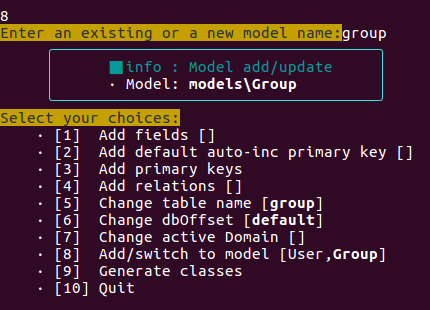 8
Enter an existing or a new model name:group
info : Model add/update
· Model: models\Group
Select your choices:
· [1] Add fields []
· [2] Add default auto-inc primary key []
· [3] Add primary keys
· [4] Add relations []
· [5] Change table name [group]
· [6] Change dbOffset [default]
· [7] Change active Domain []
· [8] Add/switch to model [User,Group]
· [9] Generate classes
· [10] Quit